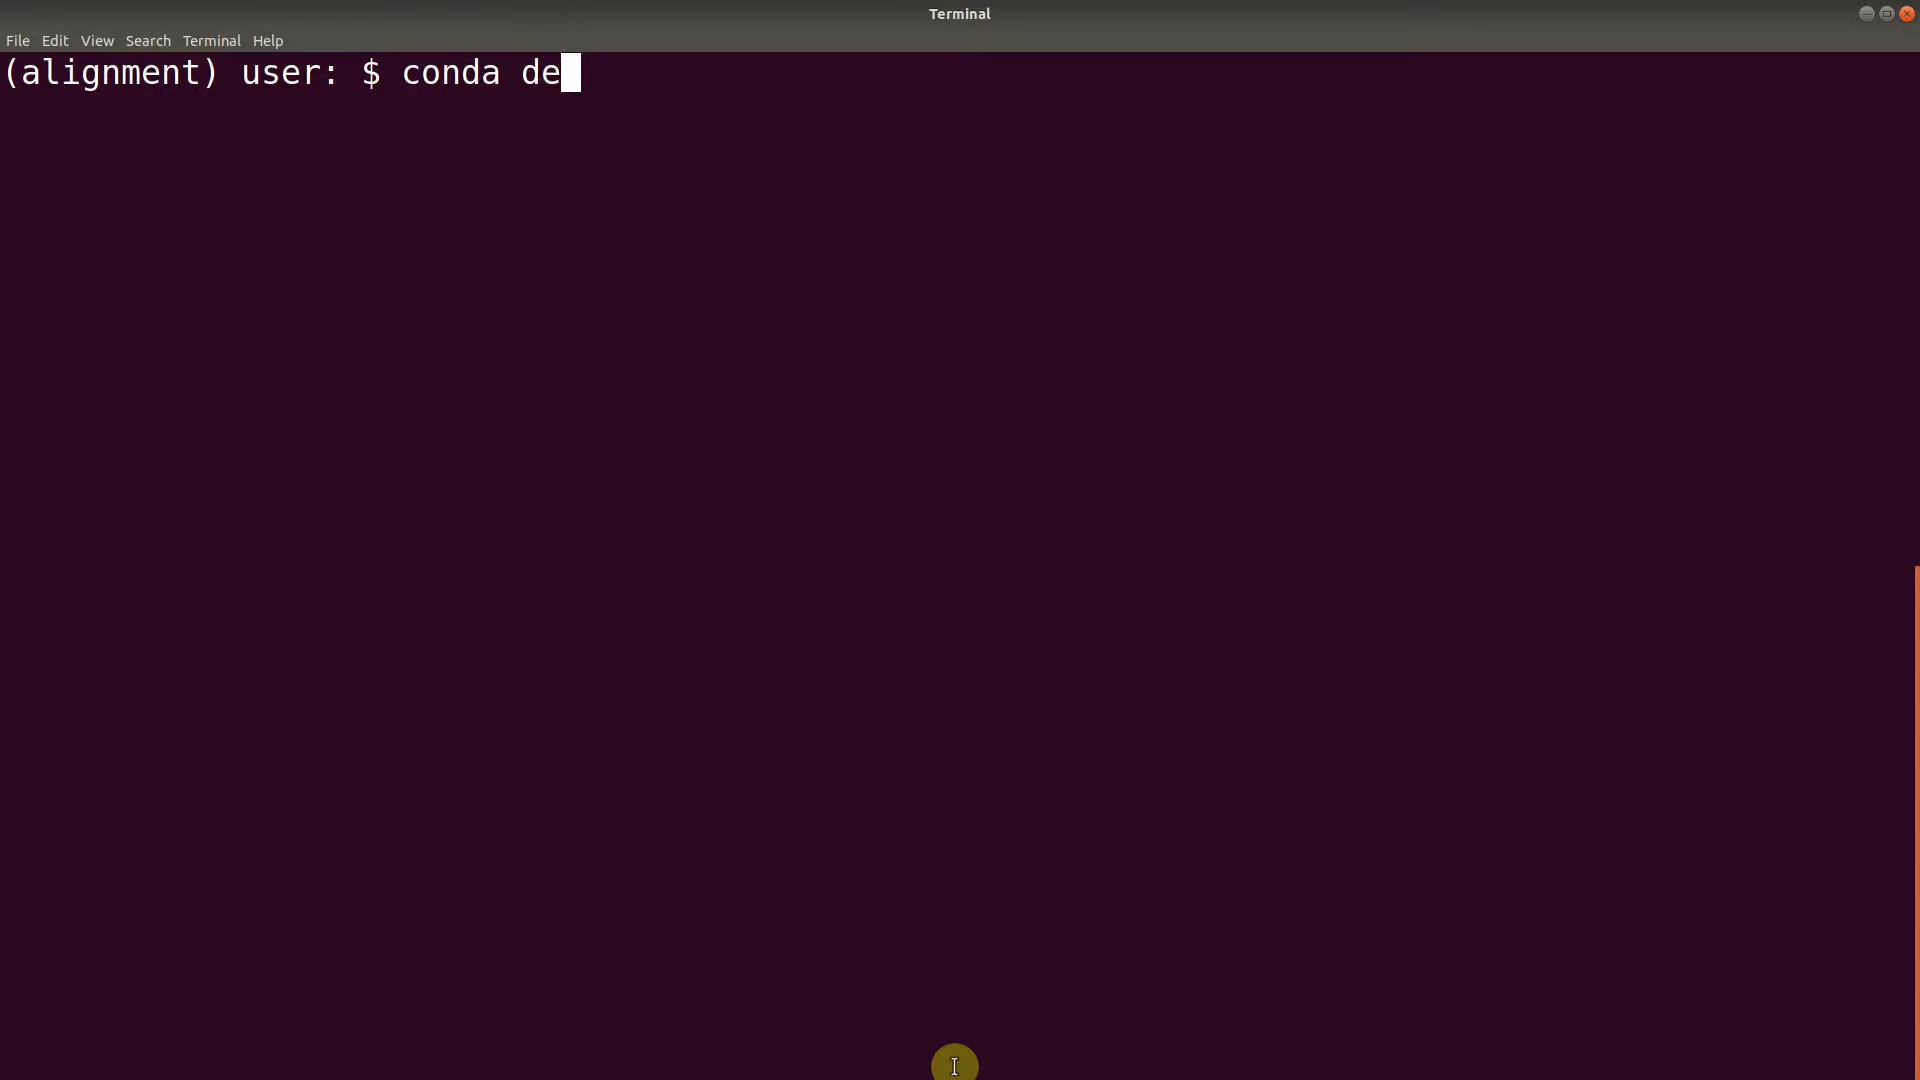 Terminal
File Edit View Search Terminal Help
(alignment) user: $ conda de